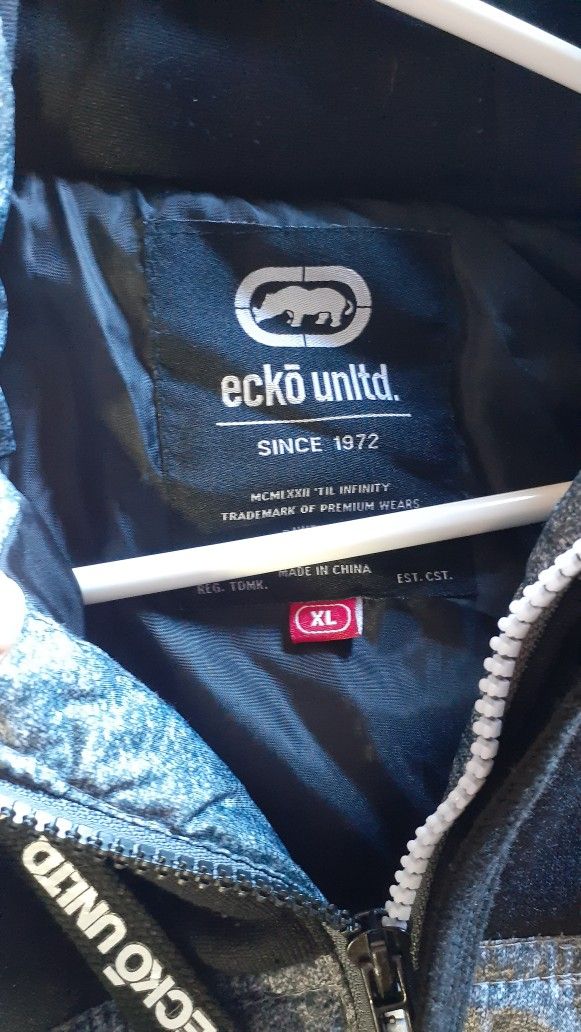 eckō unltd.
SINCE 1972
MCMLXXII 'TIL INFINITY
TRADEMARK OF PREMIUM WEARS
MADE IN CHINA
REG. TDMK.
EST. CST.
XL
ECKŌ UNLTD